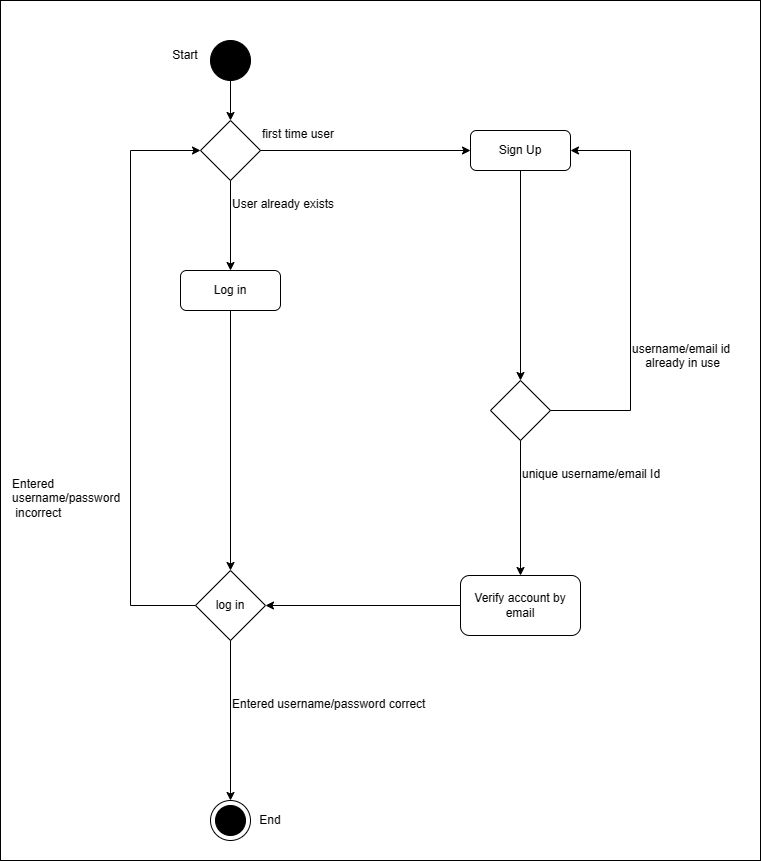 Start
first time user
Sign Up
User already exists
Log in
username/email id
already in use
unique username/email Id
Entered
username/password
incorrect
Verify account by
email
log in
Entered username/password correct
End